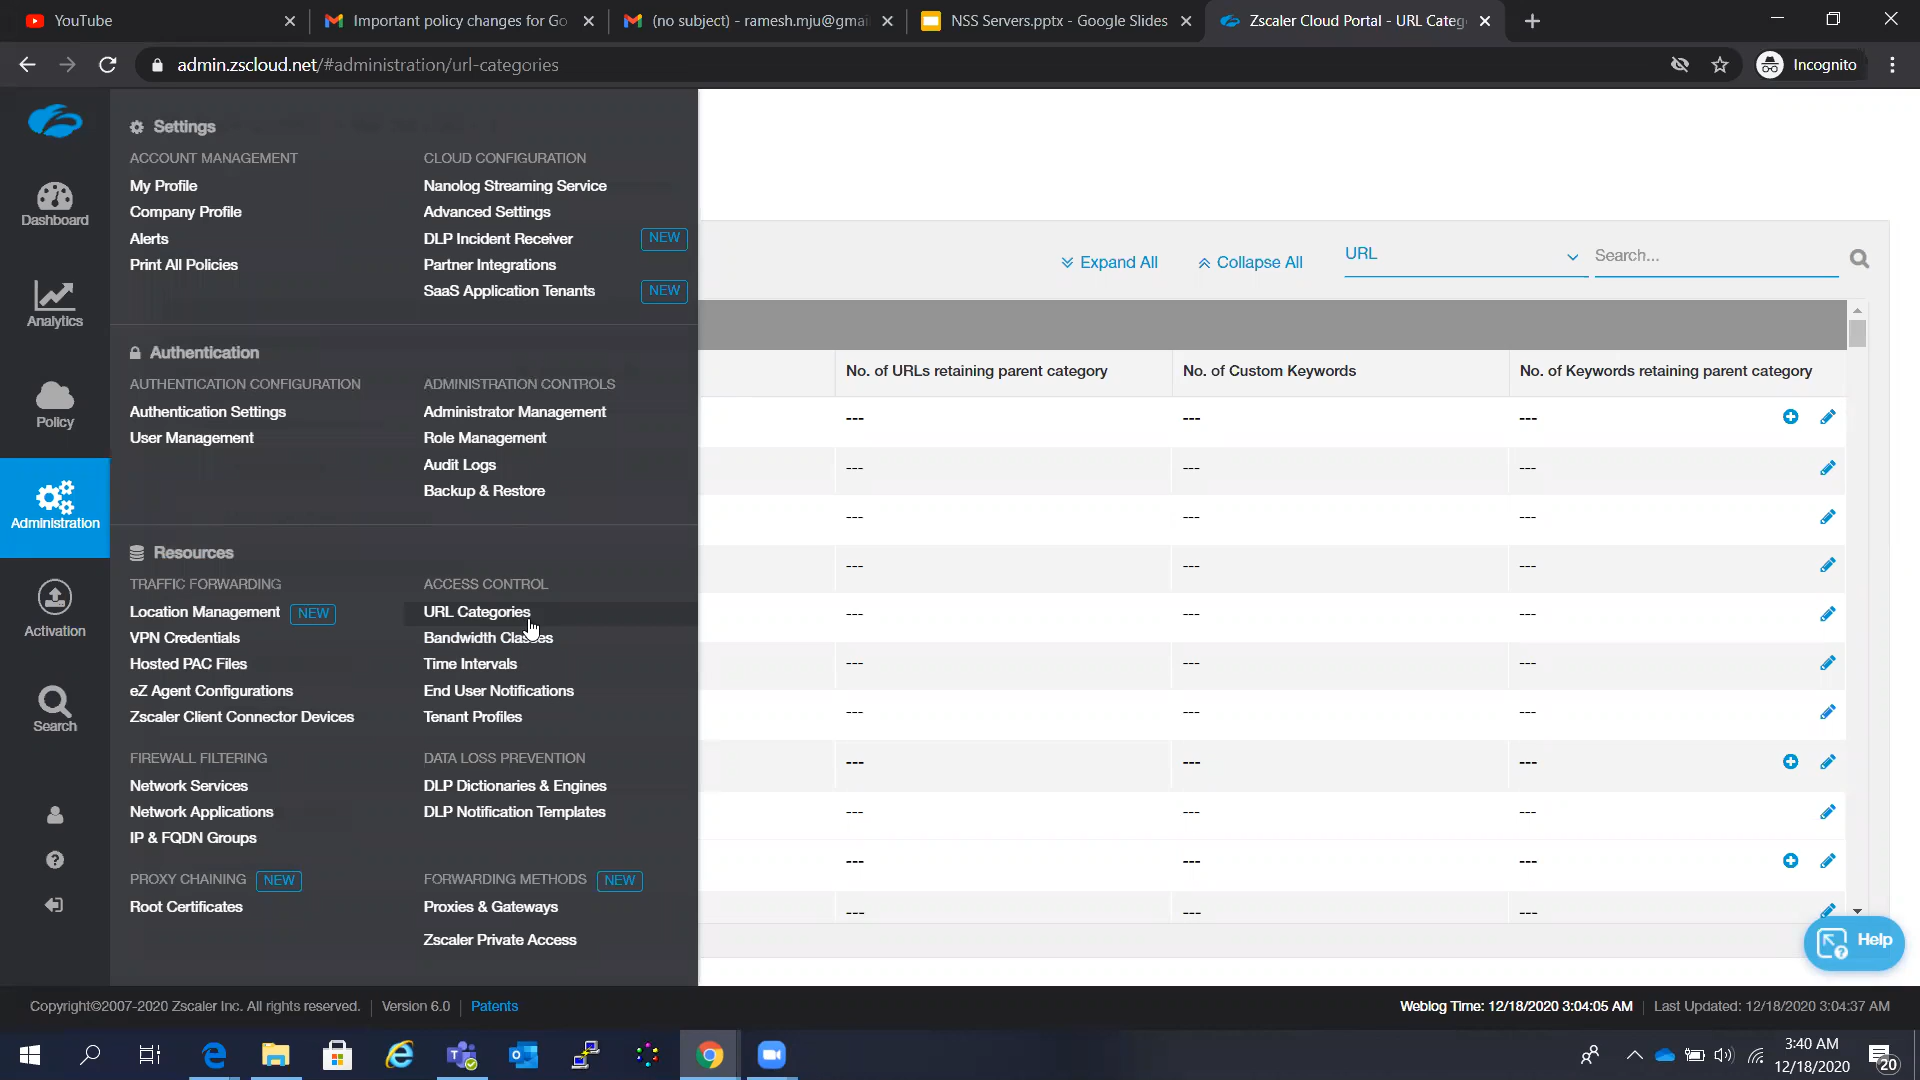 YouTube
Important policy changes for Go
(no subject) - ramesh.mju@gmai
NSS Servers.pptx - Google Slides
Zscaler Cloud Portal - URL Categ
admin.zscloud.net/#administration/url-categories
Incognito
Dashboard
Analytics
Policy
Administration
Activation
Search
Settings
ACCOUNT MANAGEMENT
My Profile
Company Profile
Alerts
Print All Policies
CLOUD CONFIGURATION
Nanolog Streaming Service
Advanced Settings
DLP Incident Receiver NEW
Partner Integrations
SaaS Application Tenants NEW
Authentication
AUTHENTICATION CONFIGURATION
Authentication Settings
User Management
ADMINISTRATION CONTROLS
Administrator Management
Role Management
Audit Logs
Backup & Restore
Resources
TRAFFIC FORWARDING
Location Management NEW
VPN Credentials
Hosted PAC Files
eZ Agent Configurations
Zscaler Client Connector Devices
ACCESS CONTROL
URL Categories
Bandwidth Classes
Time Intervals
End User Notifications
Tenant Profiles
FIREWALL FILTERING
Network Services
Network Applications
IP & FQDN Groups
DATA LOSS PREVENTION
DLP Dictionaries & Engines
DLP Notification Templates
PROXY CHAINING NEW
Root Certificates
FORWARDING METHODS NEW
Proxies & Gateways
Zscaler Private Access
Expand All
Collapse All
URL
Search...
No. of URLs retaining parent category
No. of Custom Keywords
No. of Keywords retaining parent category
--- --- ---
--- --- ---
--- --- ---
--- --- ---
--- --- ---
--- --- ---
--- --- ---
--- --- ---
--- --- ---
--- --- ---
--- --- ---
Help
Copyright©2007-2020 Zscaler Inc. All rights reserved. | Version 6.0 | Patents
Weblog Time: 12/18/2020 3:04:05 AM | Last Updated: 12/18/2020 3:04:37 AM
3:40 AM
12/18/2020
20